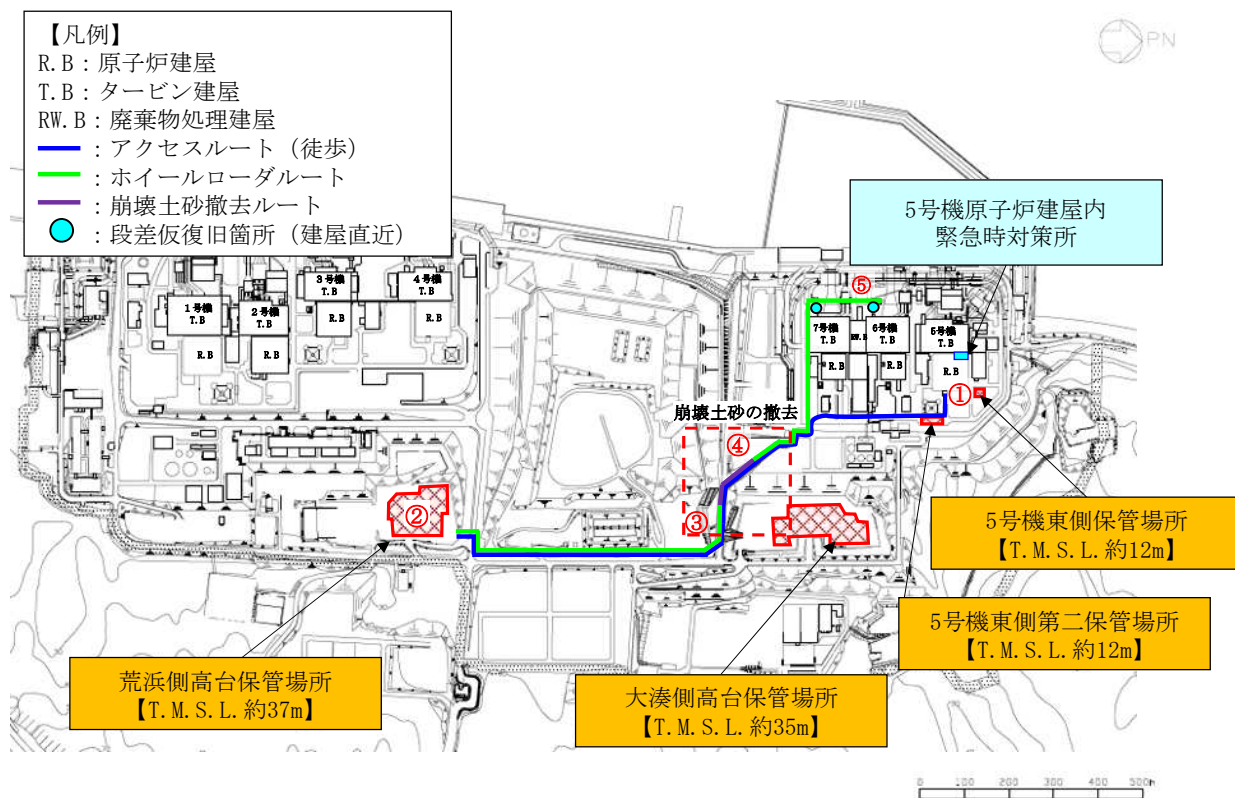 【凡例】
R.B：原子炉建屋
T.B：タービン建屋
RW.B：廃棄物処理建屋
：アクセスルート（徒歩）
：ホイールローダルート
：崩壊土砂撤去ルート
：段差仮復旧箇所（建屋直近）
PN
5号機原子炉建屋内
緊急時対策所
1号機
T.B
R.B
2号機
T.B
R.B
3号機
T.B
R.B
4号機
T.B
R.B
⑤
7号機
T.B
RW.B
6号機
T.B
5号機
T.B
R.B
R.B
R.B
①
崩壊土砂の撤去
④
②
③
5号機東側保管場所
【T.M.S.L.約12m】
5号機東側第二保管場所
【T.M.S.L.約12m】
荒浜側高台保管場所
【T.M.S.L.約37m】
大湊側高台保管場所
【T.M.S.L.約35m】
0 100 200 300 400 500m